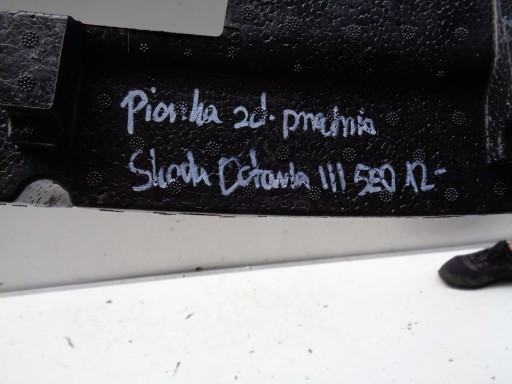 Pianka zd. przednia
Skoda Octavia III 5E0 12-